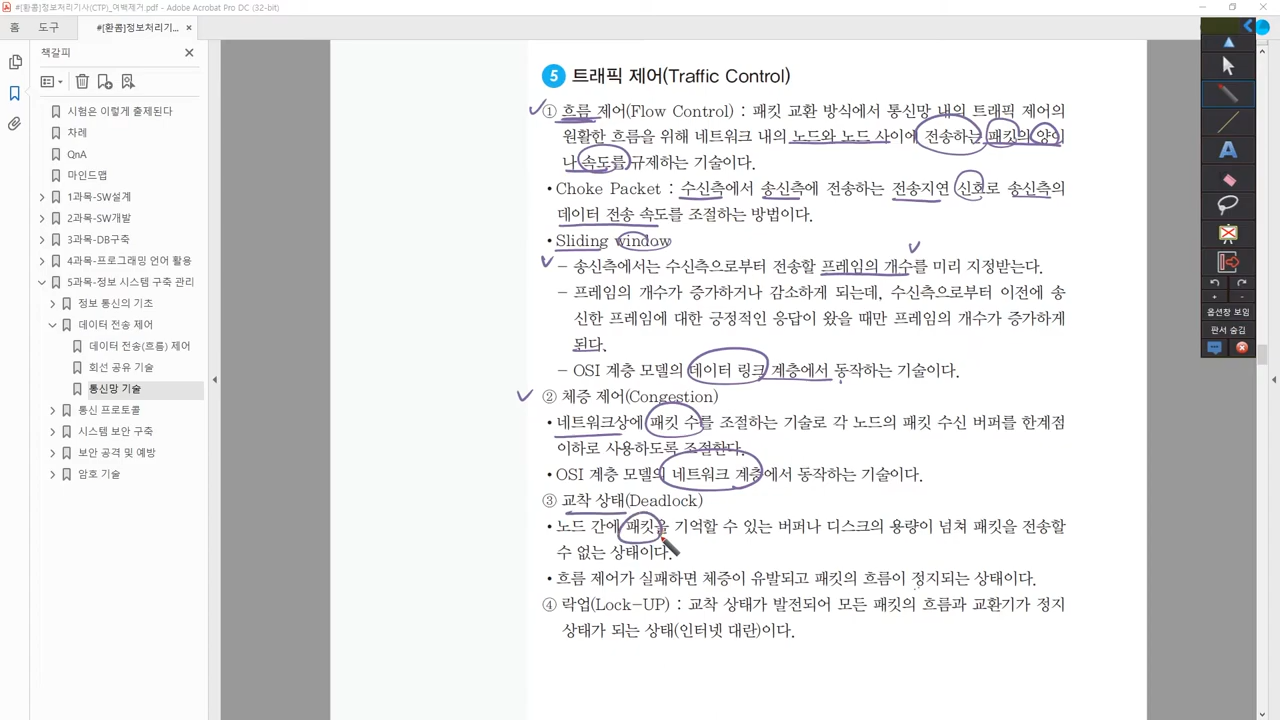 #[황콤]정보처리기사(CTP)_여백제거.pdf - Adobe Acrobat Pro DC (32-bit)
홈 도구 #[황콤]정보처리기... ×
책갈피 ×
시험은 이렇게 출제된다
차례
QnA
마인드맵
1과목-SW설계
2과목-SW개발
3과목-DB구축
4과목-프로그래밍 언어 활용
5과목-정보 시스템 구축 관리
정보 통신의 기초
데이터 전송 제어
데이터 전송(흐름) 제어
회선 공유 기술
통신망 기술
통신 프로토콜
시스템 보안 구축
보안 공격 및 예방
암호 기술
5 트래픽 제어(Traffic Control)
① 흐름 제어(Flow Control) : 패킷 교환 방식에서 통신망 내의 트래픽 제어의
원활한 흐름을 위해 네트워크 내의 노드와 노드 사이에 전송하는 패킷의 양이
나 속도를 규제하는 기술이다.
• Choke Packet : 수신측에서 송신측에 전송하는 전송지연 신호로 송신측의
데이터 전송 속도를 조절하는 방법이다.
• Sliding window
– 송신측에서는 수신측으로부터 전송할 프레임의 개수를 미리 지정받는다.
– 프레임의 개수가 증가하거나 감소하게 되는데, 수신측으로부터 이전에 송
신한 프레임에 대한 긍정적인 응답이 왔을 때만 프레임의 개수가 증가하게
된다.
– OSI 계층 모델의 데이터 링크 계층에서 동작하는 기술이다.
② 체증 제어(Congestion)
• 네트워크상에 패킷 수를 조절하는 기술로 각 노드의 패킷 수신 버퍼를 한계점
이하로 사용하도록 조절한다.
• OSI 계층 모델의 네트워크 계층에서 동작하는 기술이다.
③ 교착 상태(Deadlock)
• 노드 간에 패킷을 기억할 수 있는 버퍼나 디스크의 용량이 넘쳐 패킷을 전송할
수 없는 상태이다.
• 흐름 제어가 실패하면 체증이 유발되고 패킷의 흐름이 정지되는 상태이다.
④ 락업(Lock-UP) : 교착 상태가 발전되어 모든 패킷의 흐름과 교환기가 정지
상태가 되는 상태(인터넷 대란)이다.
옵션창 보임
판서 숨김